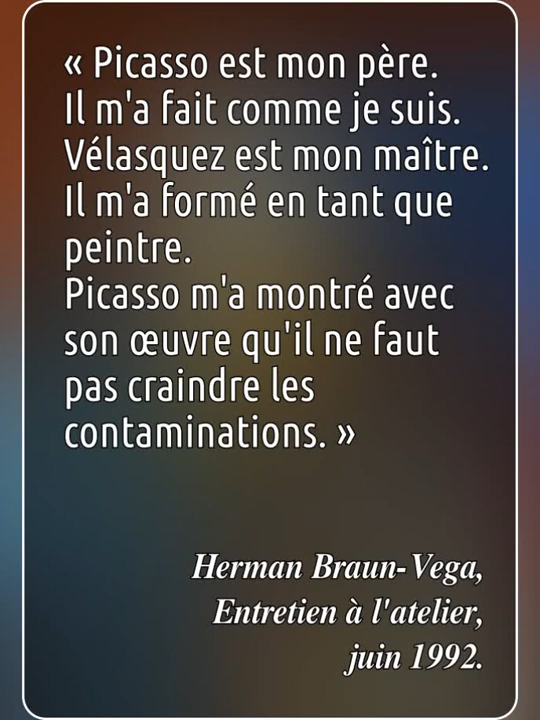 « Picasso est mon père.
Il m'a fait comme je suis.
Vélasquez est mon maître.
Il m'a formé en tant que
peintre.
Picasso m'a montré avec
son œuvre qu'il ne faut
pas craindre les
contaminations. »
Herman Braun-Vega,
Entretien à l'atelier,
juin 1992.